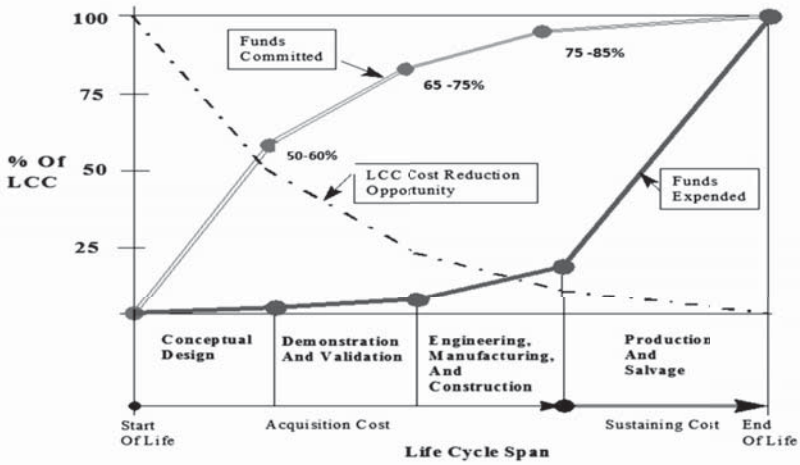 100
Funds
Committed
75 -85%
75
65 -75%
% Of
LCC
50
50-60%
LCC Cost Reduction
Opportunity
Funds
Expended
25
Conceptual
Design
Demonstration
And Validation
Engineering,
Manufacturing,
And
Construction
Production
And
Salvage
Start
Of Life
Acquisition Cost
Sustaining Cost
End
Of Life
Life Cycle Span